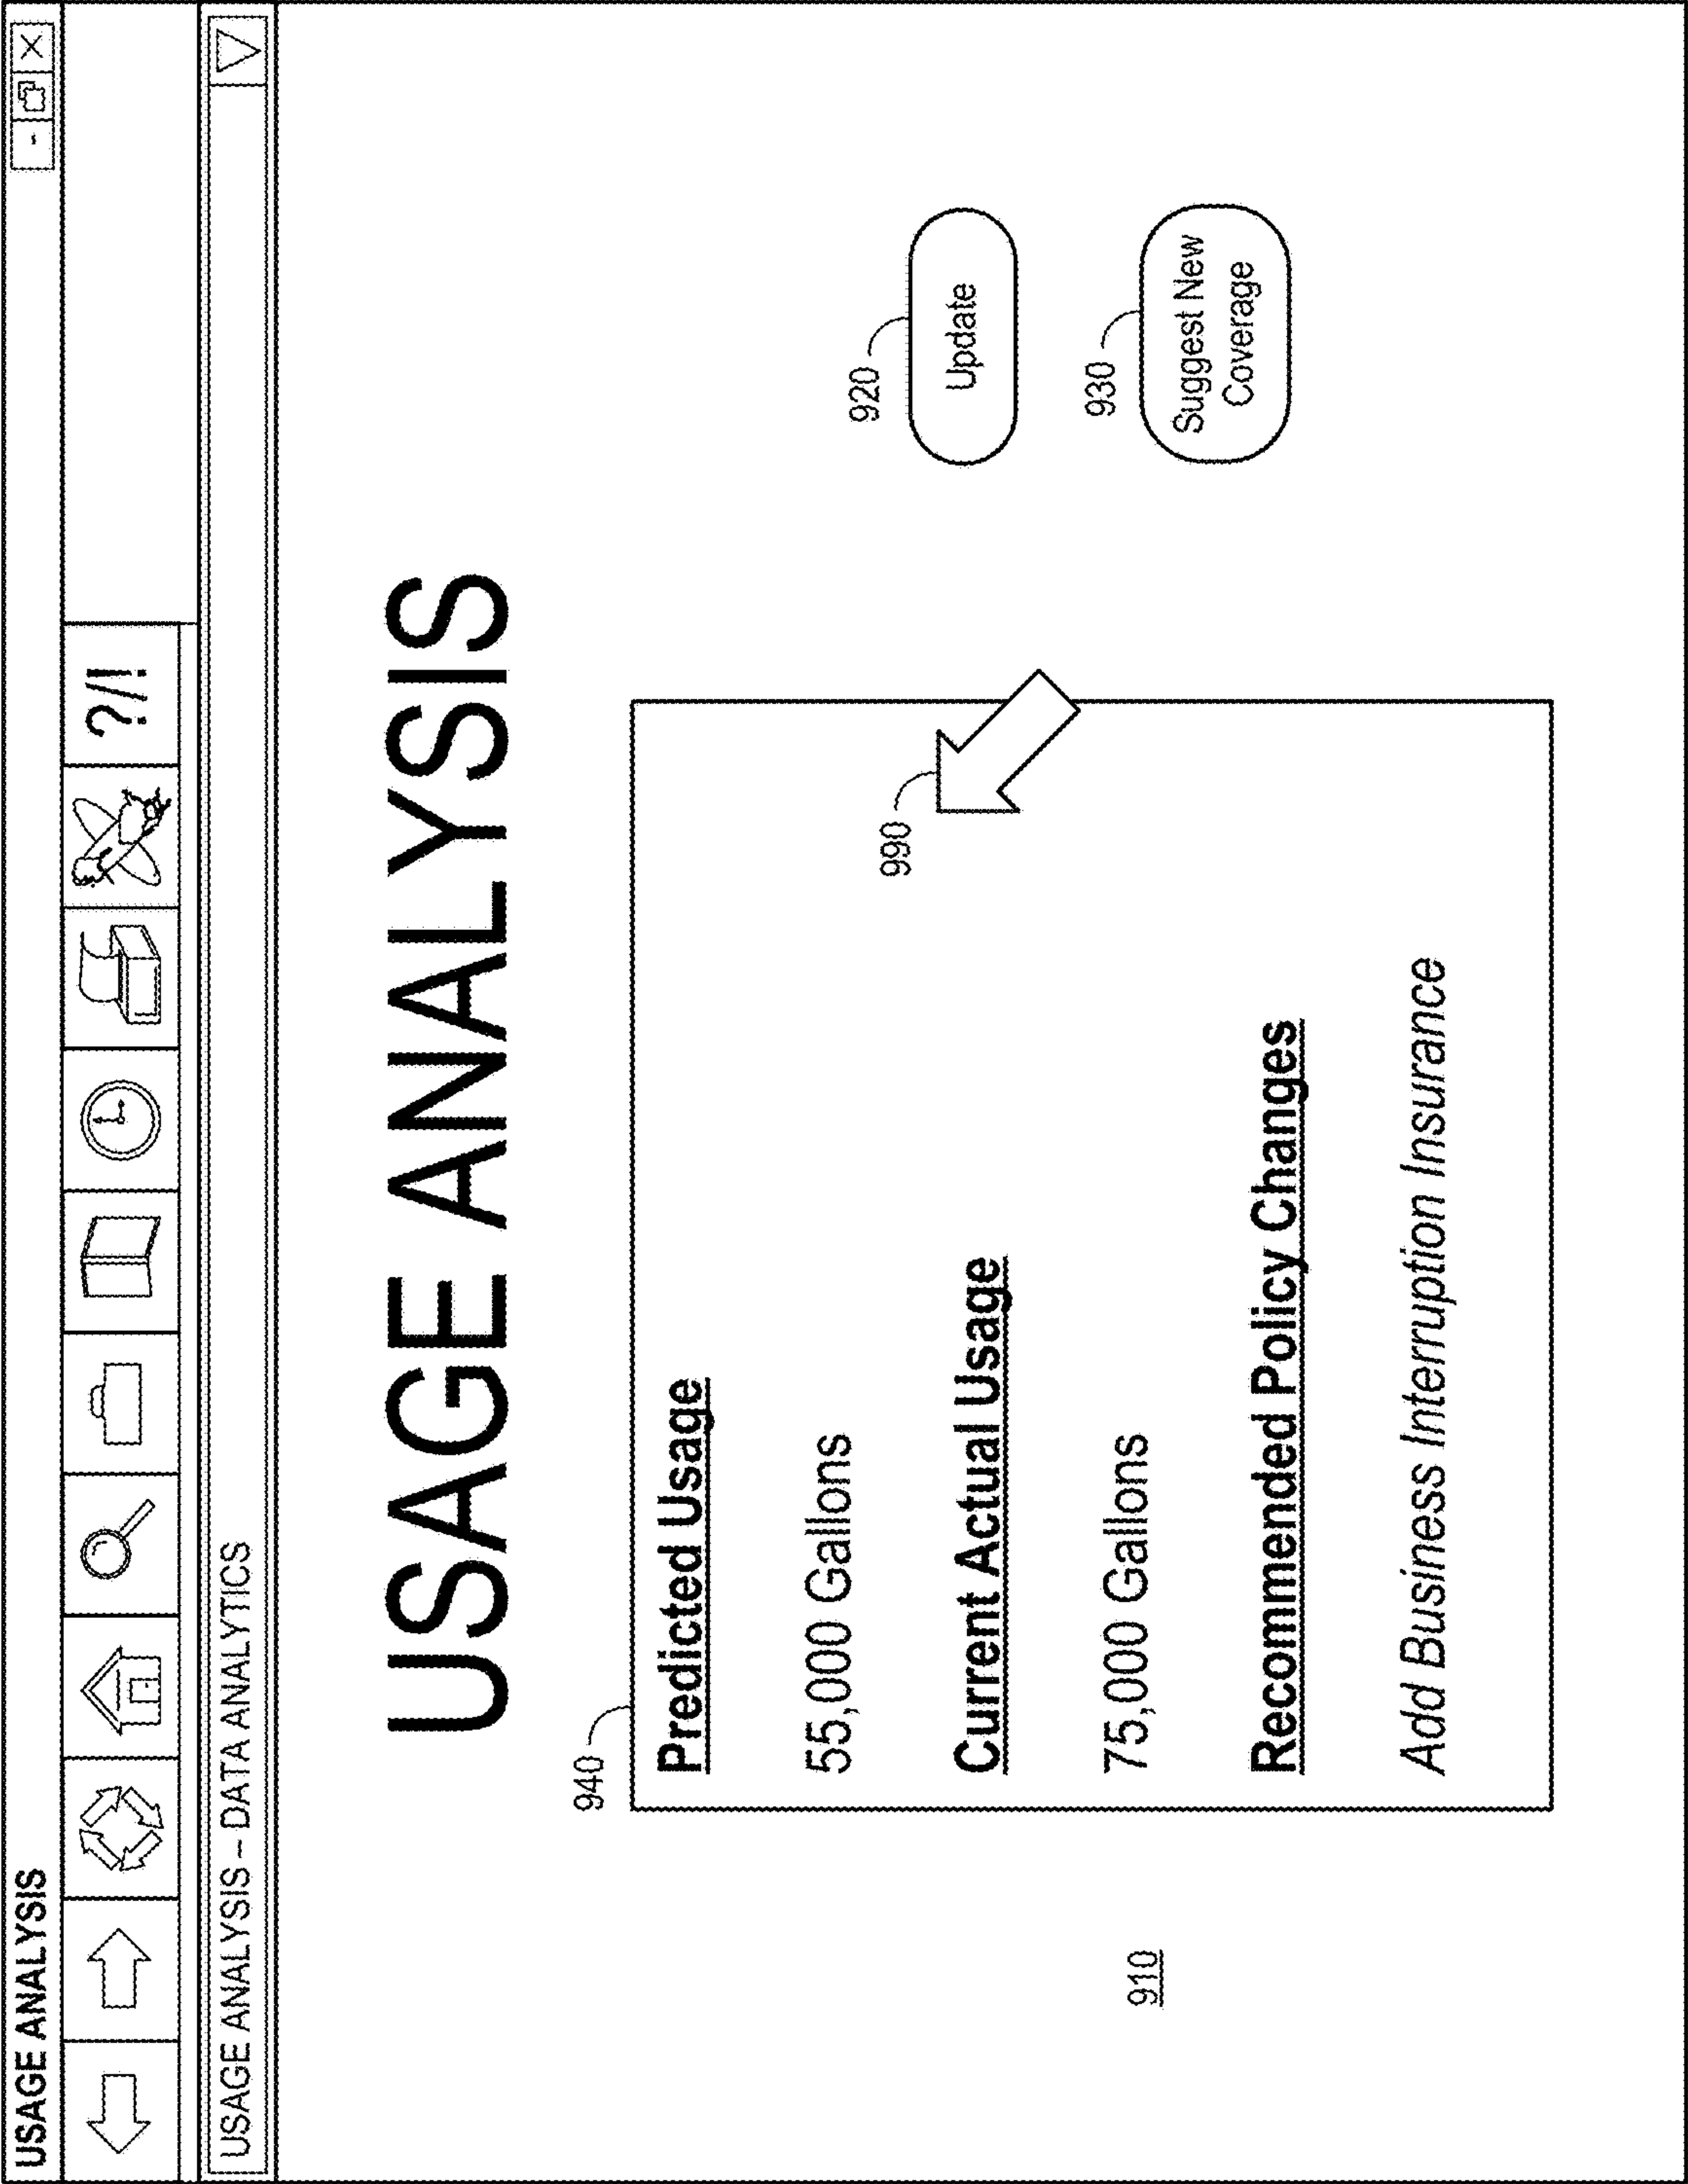 USAGE ANALYSIS
- X
?/!
USAGE ANALYSIS – DATA ANALYTICS
USAGE ANALYSIS
940
Predicted Usage
55,000 Gallons
Current Actual Usage
75,000 Gallons
Recommended Policy Changes
Add Business Interruption Insurance
990
920
Update
930
Suggest New
Coverage
910